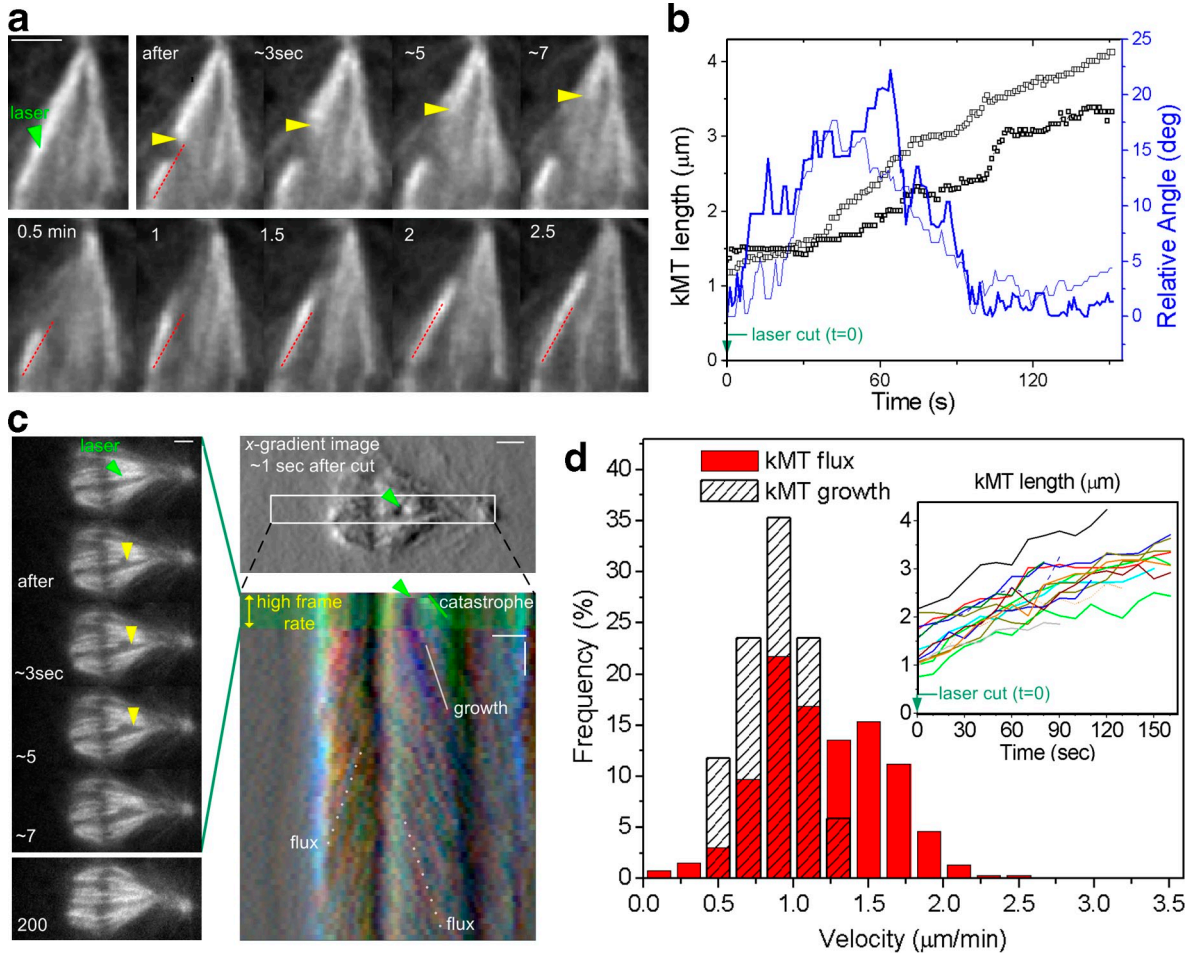 a
laser
after
~3sec
~5
~7
0.5 min
1
1.5
2
2.5
b
kMT length (μm)
4
3
2
1
0
25
20
15
10
5
0
Relative Angle (deg)
laser cut (t=0)
0
60
120
Time (s)
c
laser
after
~3sec
~5
~7
200
x-gradient image
~1 sec after cut
high frame
rate
catastrophe
growth
flux
flux
d
kMT flux
kMT growth
Frequency (%)
40
35
30
25
20
15
10
5
0
0.0
0.5
1.0
1.5
2.0
2.5
3.0
3.5
Velocity (μm/min)
kMT length (μm)
4
3
2
1
0
laser cut (t=0)
0
30
60
90
120
150
Time (sec)